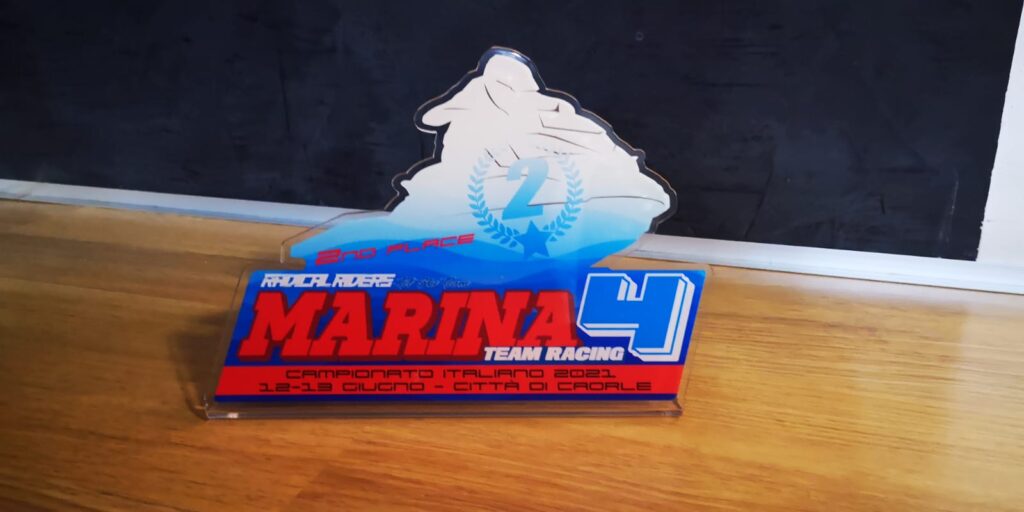 2
2ND PLACE
RADICAL RIDERS
MARINA 4
TEAM RACING
CAMPIONATO ITALIANO 2021
12-13 GIUGNO - CITTÀ DI CAORLE